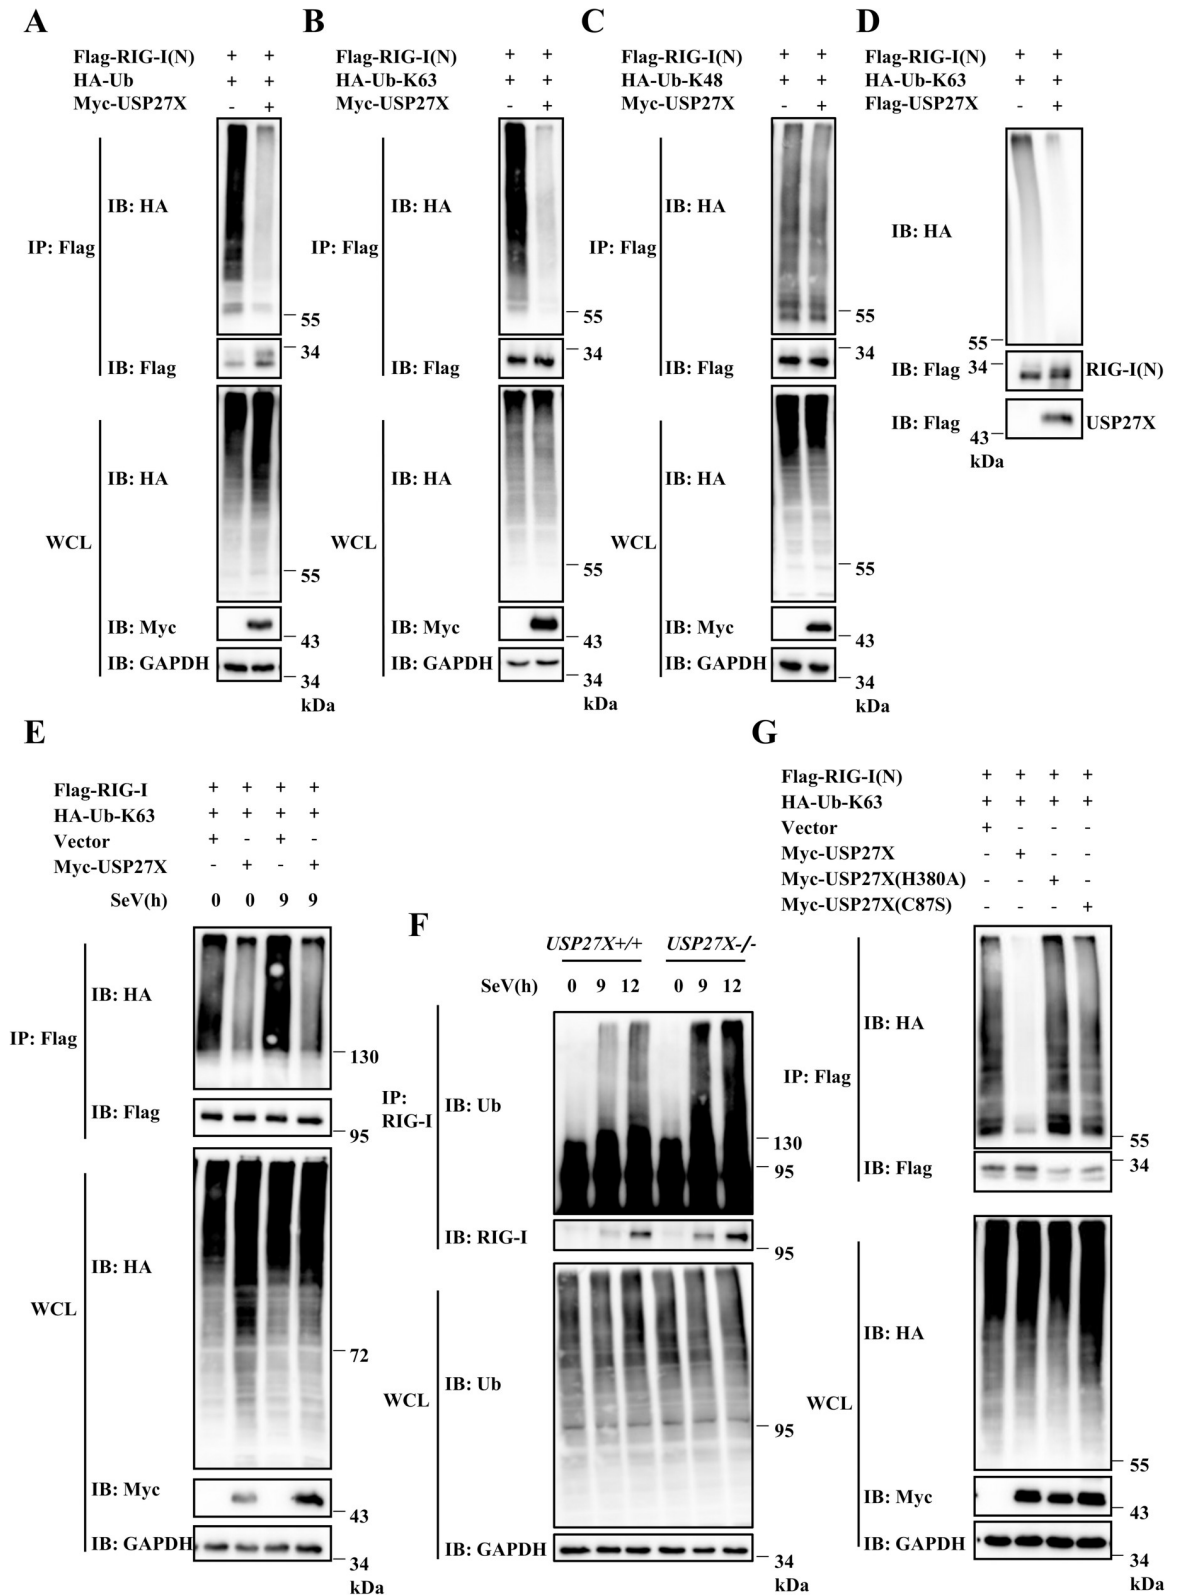 A
Flag-RIG-I(N) + +
HA-Ub + +
Myc-USP27X - +
IP: Flag
IB: HA
55
34
IB: Flag
WCL
IB: HA
55
IB: Myc
43
IB: GAPDH
34
kDa
B
Flag-RIG-I(N) + +
HA-Ub-K63 + +
Myc-USP27X - +
IP: Flag
IB: HA
55
34
IB: Flag
WCL
IB: HA
55
IB: Myc
43
IB: GAPDH
34
kDa
C
Flag-RIG-I(N) + +
HA-Ub-K48 + +
Myc-USP27X - +
IP: Flag
IB: HA
55
34
IB: Flag
WCL
IB: HA
55
IB: Myc
43
IB: GAPDH
34
kDa
D
Flag-RIG-I(N) + +
HA-Ub-K63 + +
Flag-USP27X - +
IB: HA
55
IB: Flag 34 RIG-I(N)
IB: Flag USP27X
43
kDa
E
Flag-RIG-I + + + +
HA-Ub-K63 + + + +
Vector + - + -
Myc-USP27X - + - +
SeV(h) 0 0 9 9
IP: Flag
IB: HA
130
IB: Flag
95
WCL
IB: HA
72
IB: Myc
43
IB: GAPDH
34
kDa
F
USP27X+/+ USP27X-/-
SeV(h) 0 9 12 0 9 12
IP:
RIG-I
IB: Ub
130
95
IB: RIG-I
95
WCL
IB: Ub
95
IB: GAPDH
34
kDa
G
Flag-RIG-I(N) + + + +
HA-Ub-K63 + + + +
Vector + - - -
Myc-USP27X - + - -
Myc-USP27X(H380A) - - + -
Myc-USP27X(C87S) - - - +
IP: Flag
IB: HA
55
34
IB: Flag
WCL
IB: HA
55
IB: Myc
43
IB: GAPDH
34
kDa